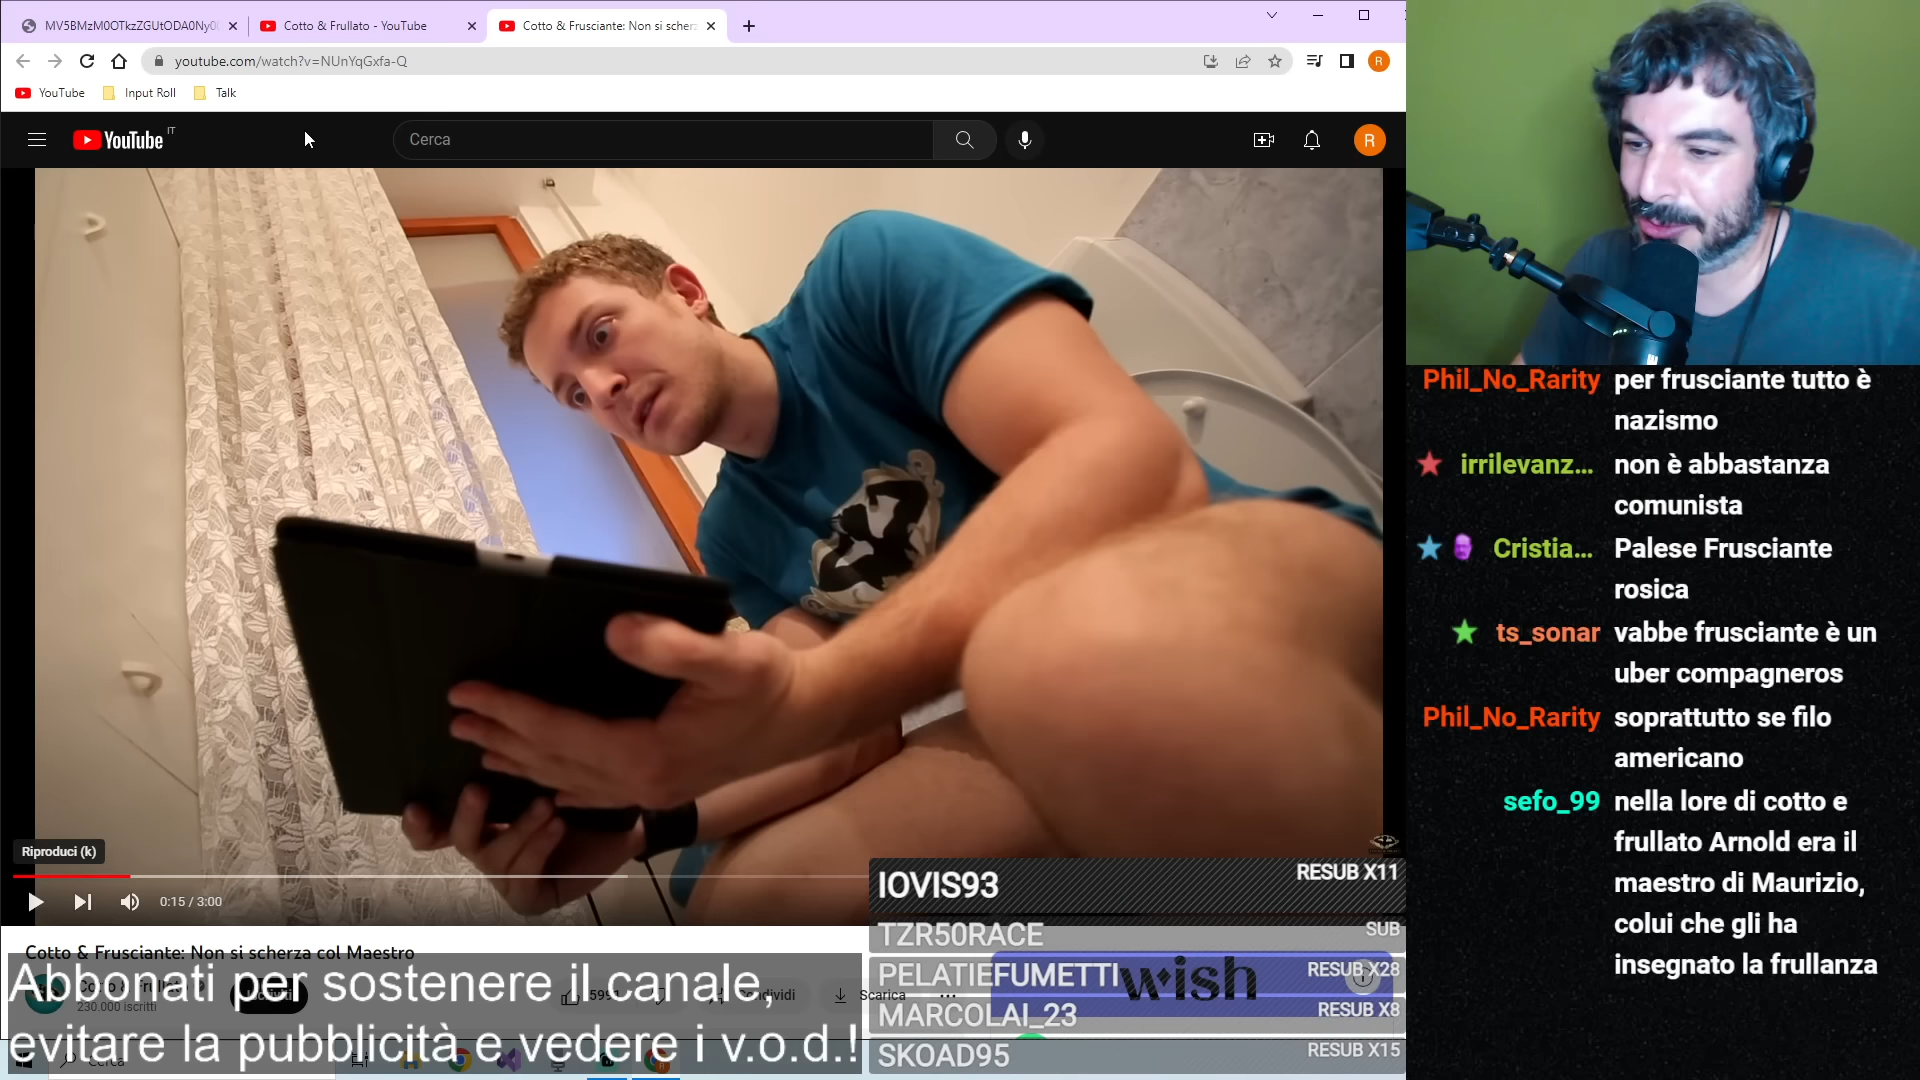 MV5BMzM0OTkzZGUtODA0Ny0
Cotto & Frullato - YouTube
Cotto & Frusciante: Non si scherz
youtube.com/watch?v=NUnYqGxfa-Q
R
YouTube
Input Roll
Talk
YouTube IT
Cerca
R
Riproduci (k)
0:15 / 3:00
Cotto & Frusciante: Non si scherza col Maestro
230.000 iscritti
Scarica
Abbonati per sostenere il canale,
evitare la pubblicità e vedere i v.o.d.!
Cerca
IOVIS93 RESUB X11
TZR50RACE SUB
PELATIEFUMETTI RESUB X28
MARCOLAI_23 RESUB X8
SKOAD95 RESUB X15
wish
Phil_No_Rarity per frusciante tutto è
nazismo
irrilevanz... non è abbastanza
comunista
Cristia... Palese Frusciante
rosica
ts_sonar vabbe frusciante è un
uber compagneros
Phil_No_Rarity soprattutto se filo
americano
sefo_99 nella lore di cotto e
frullato Arnold era il
maestro di Maurizio,
colui che gli ha
insegnato la frullanza